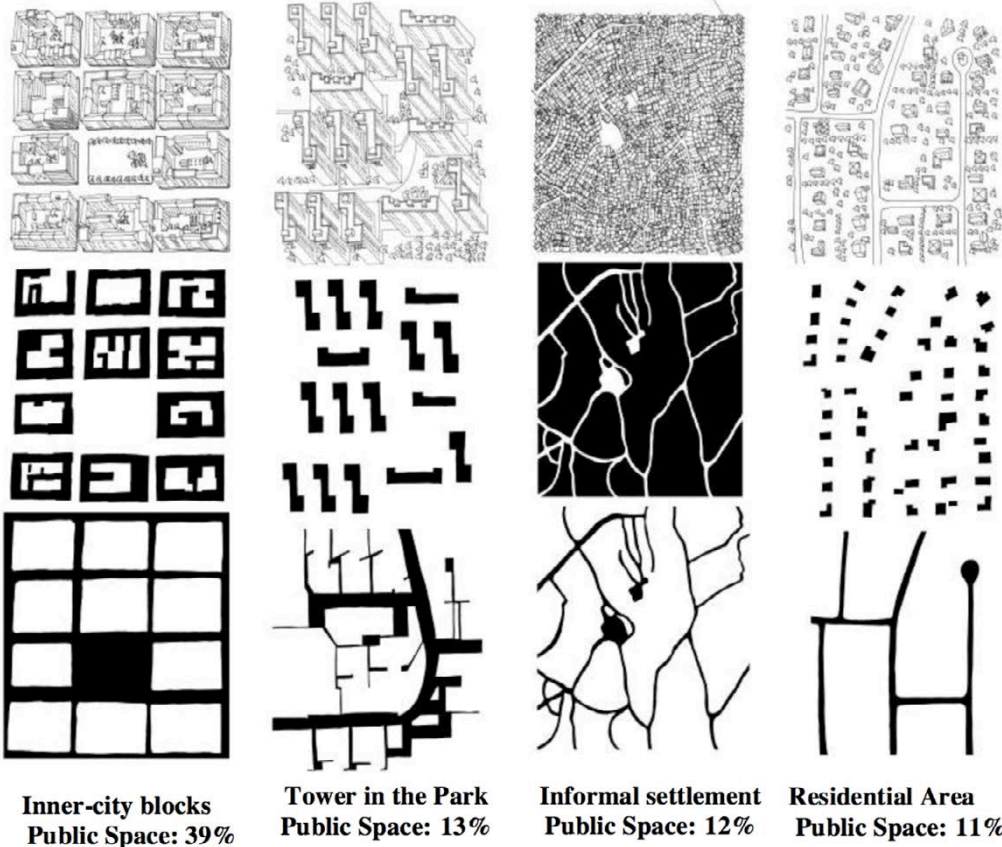 Inner-city blocks
Public Space: 39%
Tower in the Park
Public Space: 13%
Informal settlement
Public Space: 12%
Residential Area
Public Space: 11%